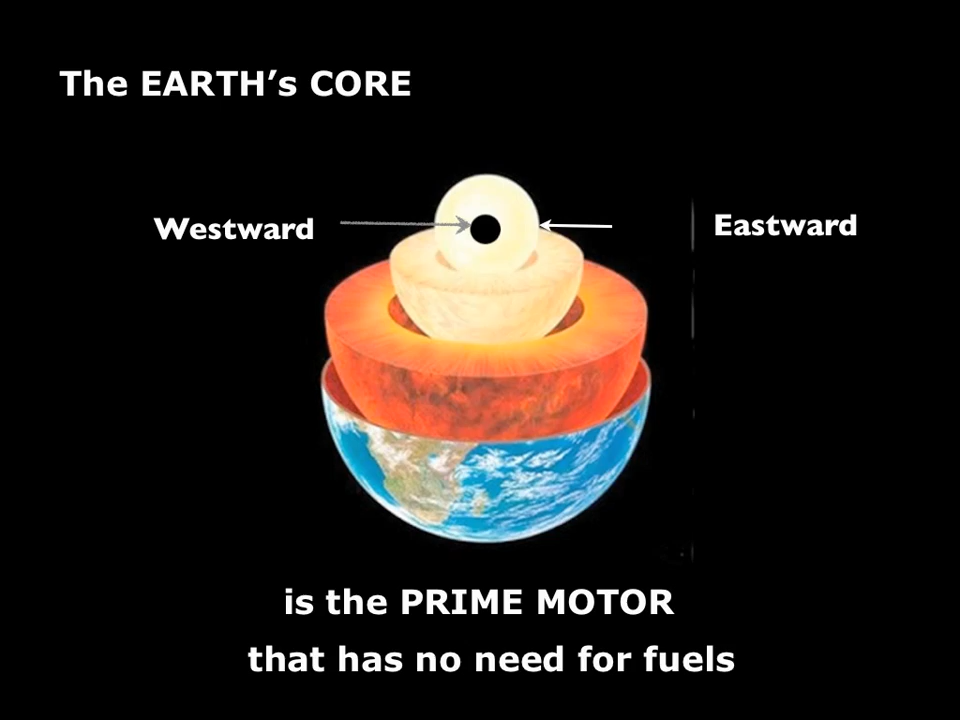 The EARTH’s CORE
Westward
Eastward
is the PRIME MOTOR
that has no need for fuels